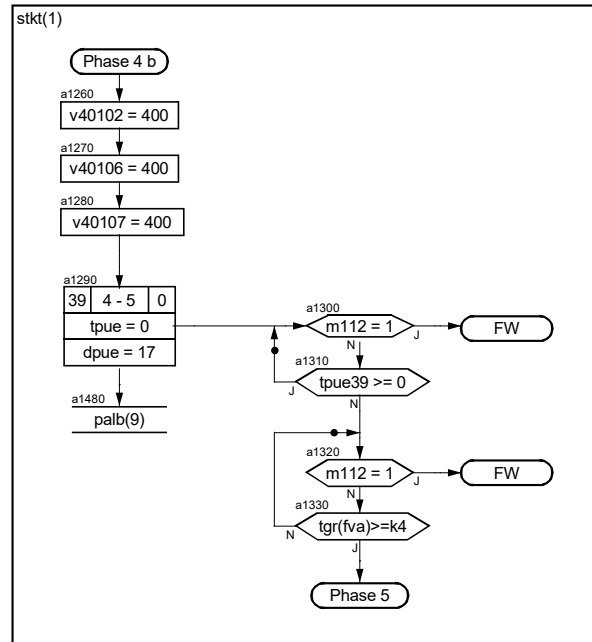 stkt(1)
Phase 4 b
a1260
v40102 = 400
a1270
v40106 = 400
a1280
v40107 = 400
a1290
39 4 - 5 0
tpue = 0
dpue = 17
a1480
palb(9)
a1300
m112 = 1
J
FW
N
a1310
tpue39 >= 0
J
N
a1320
m112 = 1
J
FW
N
a1330
tgr(fva)>=k4
N
J
Phase 5